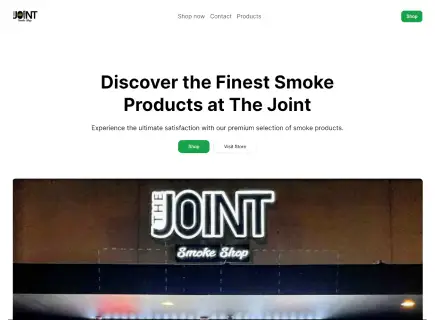 THE JOINT
Smoke Shop
Shop now Contact Products
Shop
Discover the Finest Smoke
Products at The Joint
Experience the ultimate satisfaction with our premium selection of smoke products.
Shop
Visit Store
THE JOINT
Smoke Shop